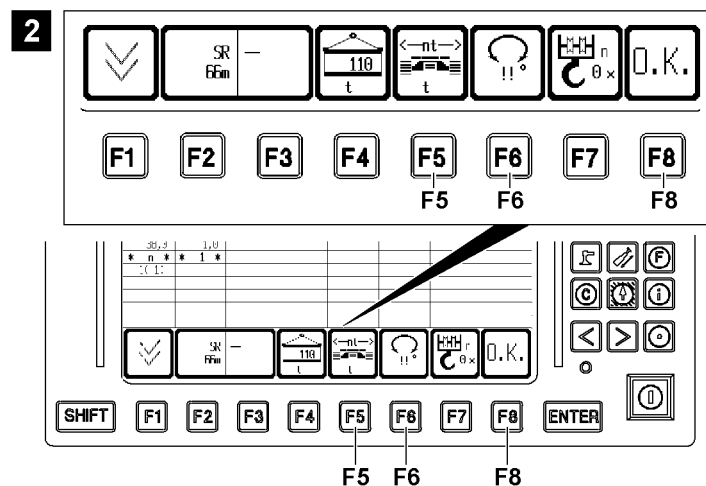 2
SR — <—nt—> n
66m 110 !!° 0× O.K.
t t
F1 F2 F3 F4 F5 F6 F7 F8
F5 F6 F8
38,9 1,0
* n * * 1 *
F
C i
SR — <—nt—>
66m 110 !!° 0× O.K.
t t
< >
SHIFT F1 F2 F3 F4 F5 F6 F7 F8 ENTER
F5 F6 F8